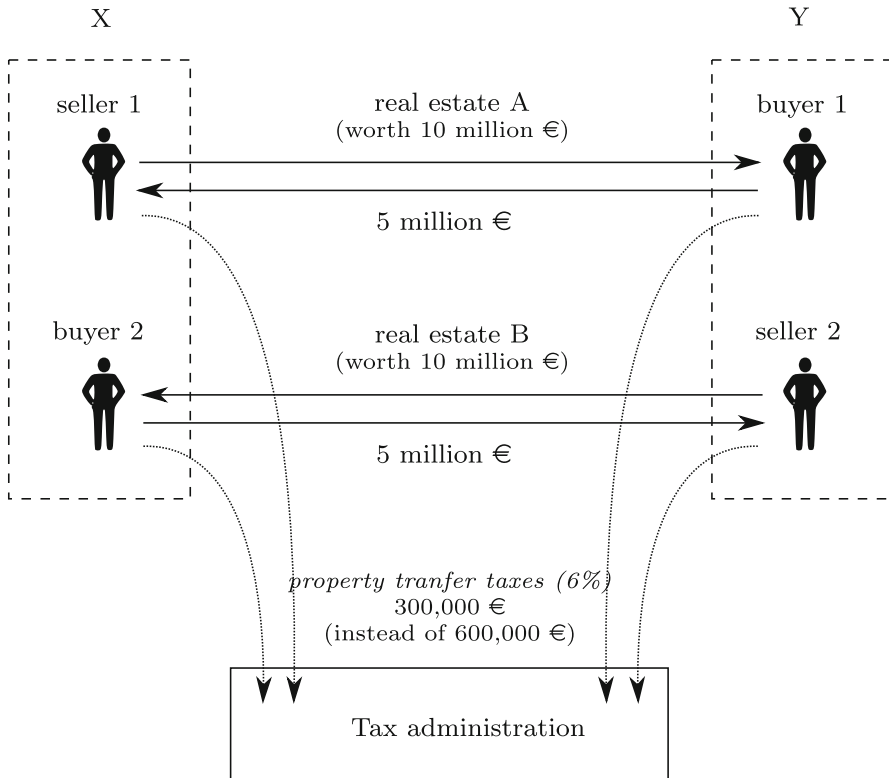 X
Y
seller 1
real estate A
buyer 1
(worth 10 million €)
5 million €
buyer 2
real estate B
seller 2
(worth 10 million €)
5 million €
property tranfer taxes (6%)
300,000 €
(instead of 600,000 €)
Tax administration